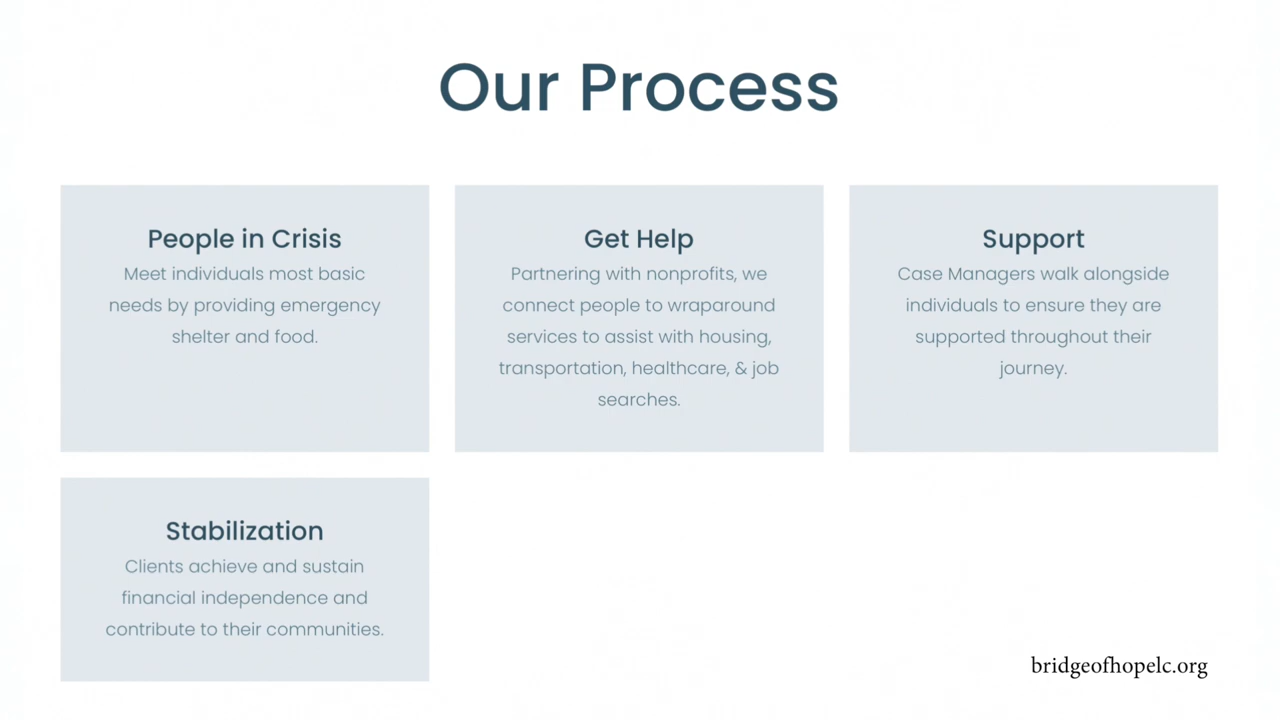 Our Process
People in Crisis
Meet individuals most basic
needs by providing emergency
shelter and food.
Get Help
Partnering with nonprofits, we
connect people to wraparound
services to assist with housing,
transportation, healthcare, & job
searches.
Support
Case Managers walk alongside
individuals to ensure they are
supported throughout their
journey.
Stabilization
Clients achieve and sustain
financial independence and
contribute to their communities.
bridgeofhopelc.org